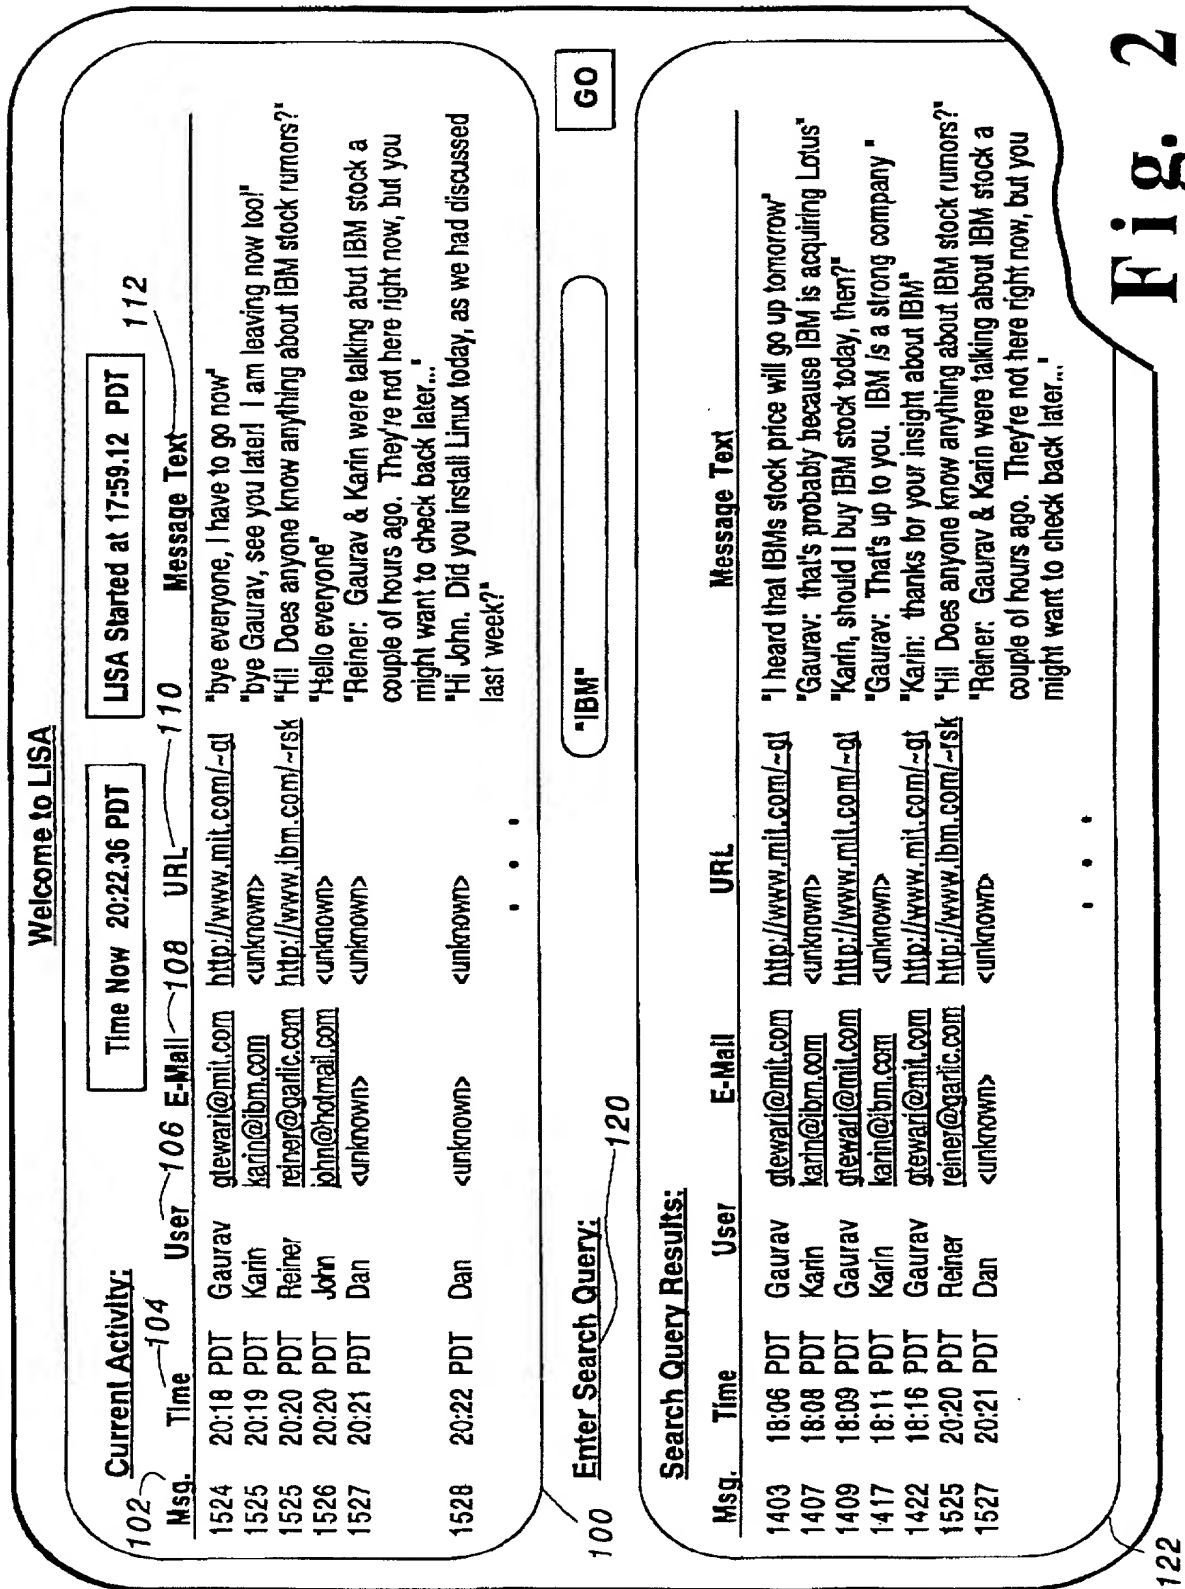 Welcome to LISA
Time Now 20:22.36 PDT
LISA Started at 17:59.12 PDT
Current Activity:
102
104
106
108
110
112
Msg. Time User E-Mail URL Message Text
1524 20:18 PDT Gaurav gtewari@mit.com http://www.mit.com/~gt "bye everyone, I have to go now"
1525 20:19 PDT Karin karin@ibm.com <unknown> "bye Gaurav, see you later! I am leaving now too!"
1525 20:20 PDT Reiner reiner@garlic.com http://www.ibm.com/~rsk "Hi! Does anyone know anything about IBM stock rumors?"
1526 20:20 PDT John john@hotmail.com <unknown> "Hello everyone"
1527 20:21 PDT Dan <unknown> <unknown> "Reiner: Gaurav & Karin were talking abut IBM stock a
couple of hours ago. They're not here right now, but you
might want to check back later..."
1528 20:22 PDT Dan <unknown> <unknown> "Hi John. Did you install Linux today, as we had discussed
last week?"
. . .
100
Enter Search Query:
120
"IBM"
GO
Search Query Results:
Msg. Time User E-Mail URL Message Text
1403 18:06 PDT Gaurav gtewari@mit.com http://www.mit.com/~gt "I heard that IBMs stock price will go up tomorrow"
1407 18:08 PDT Karin karin@ibm.com <unknown> "Gaurav: that's probably because IBM is acquiring Lotus"
1409 18:09 PDT Gaurav gtewari@mit.com http://www.mit.com/~gt "Karin, should I buy IBM stock today, then?"
1417 18:11 PDT Karin karin@ibm.com <unknown> "Gaurav: That's up to you. IBM is a strong company "
1422 18:16 PDT Gaurav gtewari@mit.com http://www.mit.com/~gt "Karin: thanks for your insight about IBM"
1525 20:20 PDT Reiner reiner@garlic.com http://www.ibm.com/~rsk "Hi! Does anyone know anything about IBM stock rumors?"
1527 20:21 PDT Dan <unknown> <unknown> "Reiner: Gaurav & Karin were talking about IBM stock a
couple of hours ago. They're not here right now, but you
might want to check back later..."
. . .
122
Fig. 2